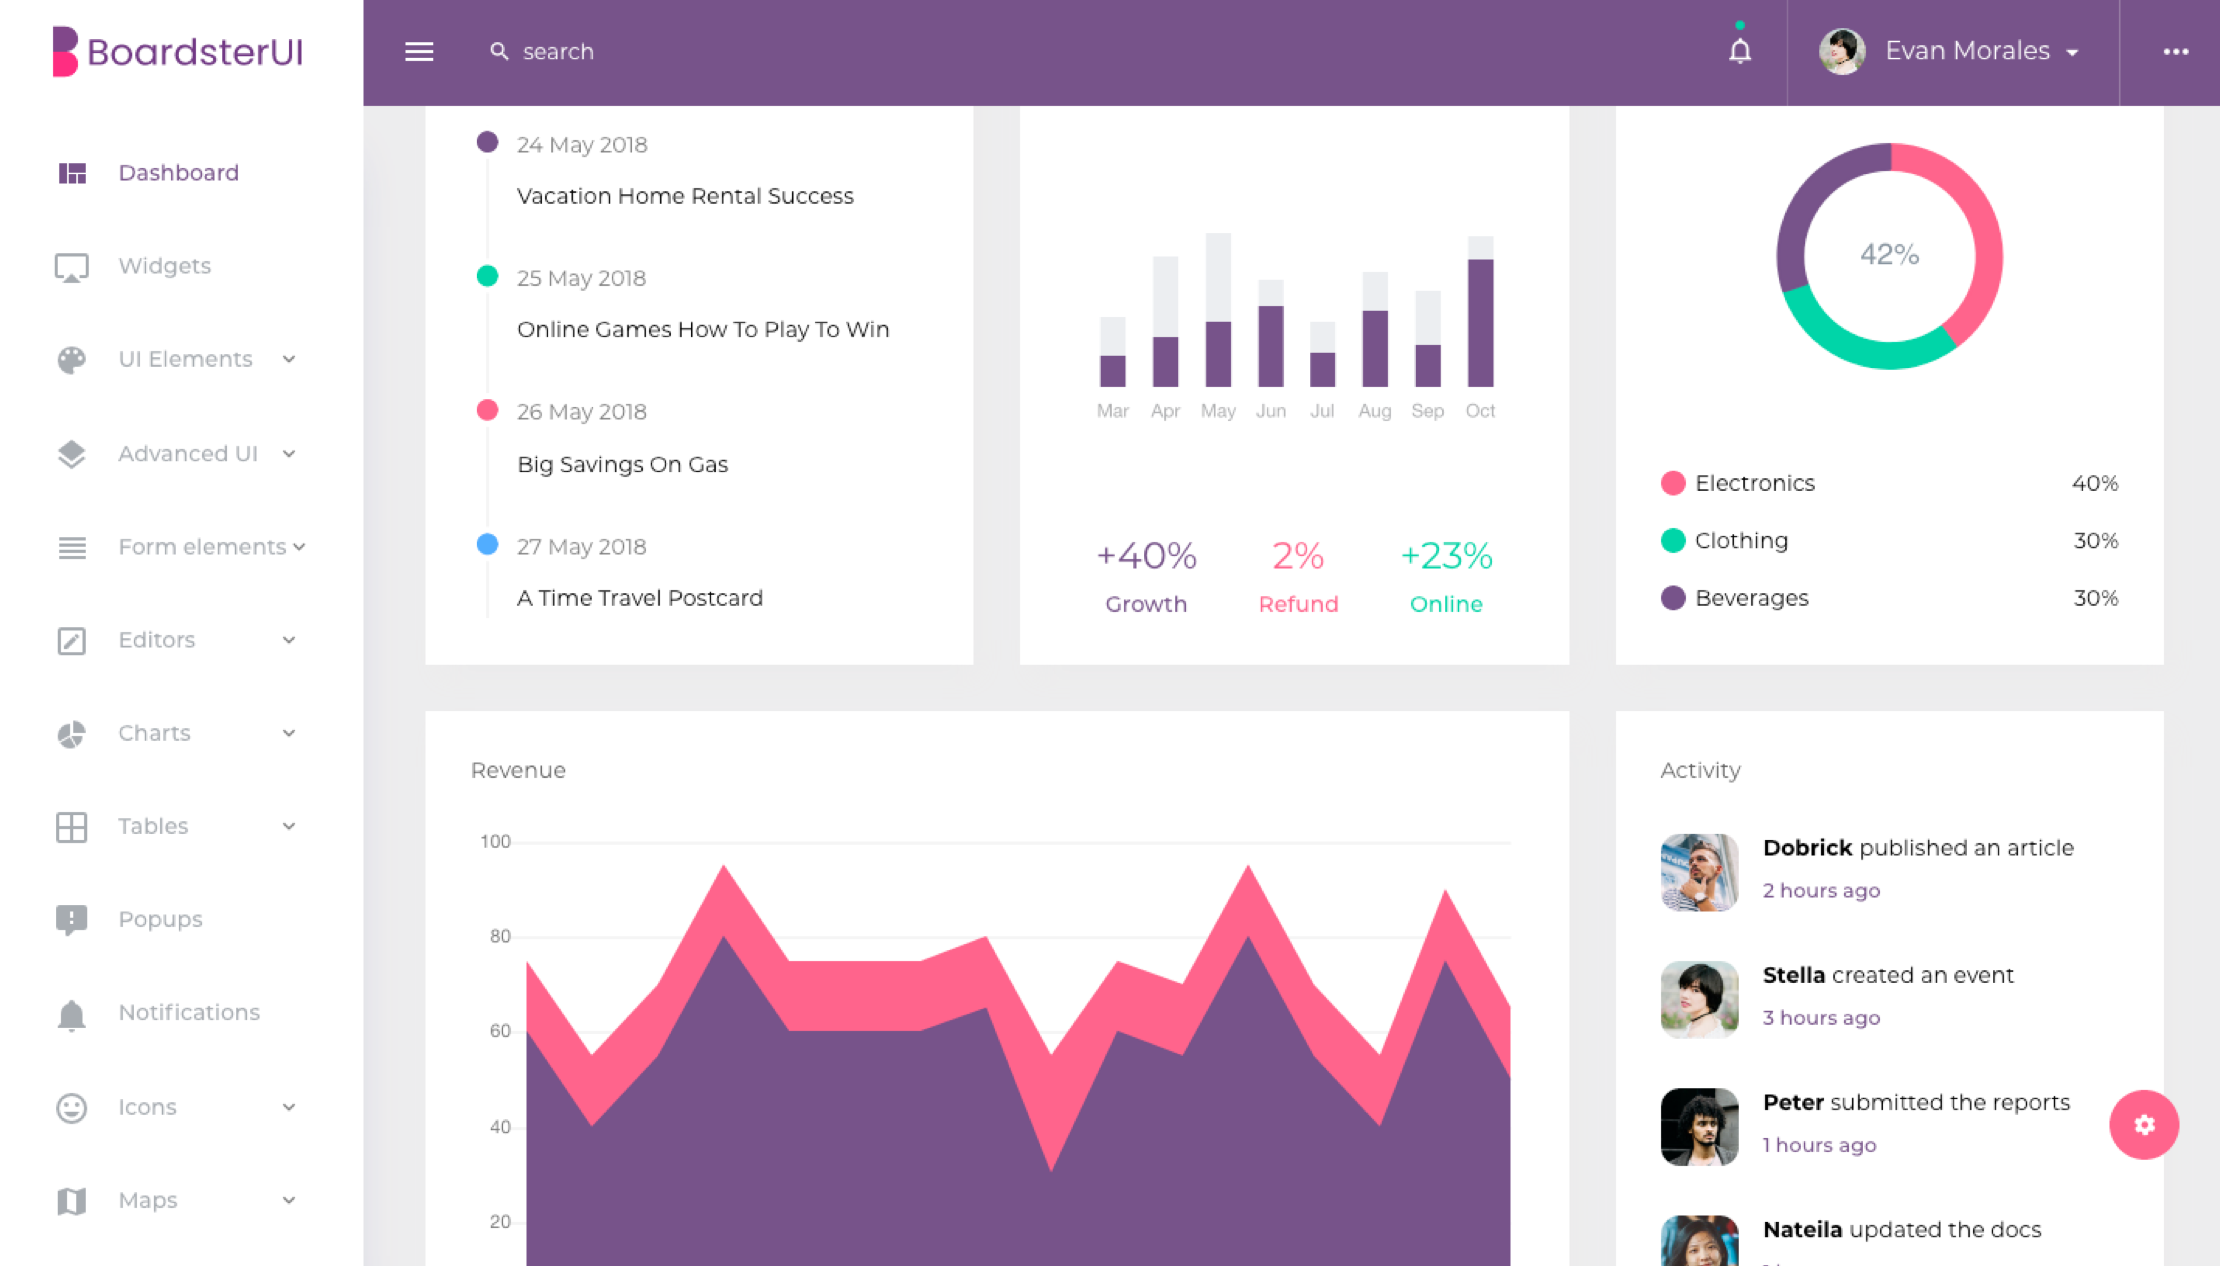 BoardsterUI
search
Evan Morales
Dashboard
Widgets
UI Elements
Advanced UI
Form elements
Editors
Charts
Tables
Popups
Notifications
Icons
Maps
24 May 2018
Vacation Home Rental Success
25 May 2018
Online Games How To Play To Win
26 May 2018
Big Savings On Gas
27 May 2018
A Time Travel Postcard
Mar Apr May Jun Jul Aug Sep Oct
+40% 2% +23%
Growth Refund Online
42%
Electronics 40%
Clothing 30%
Beverages 30%
Revenue
100
80
60
40
20
Activity
Dobrick published an article
2 hours ago
Stella created an event
3 hours ago
Peter submitted the reports
1 hours ago
Nateila updated the docs